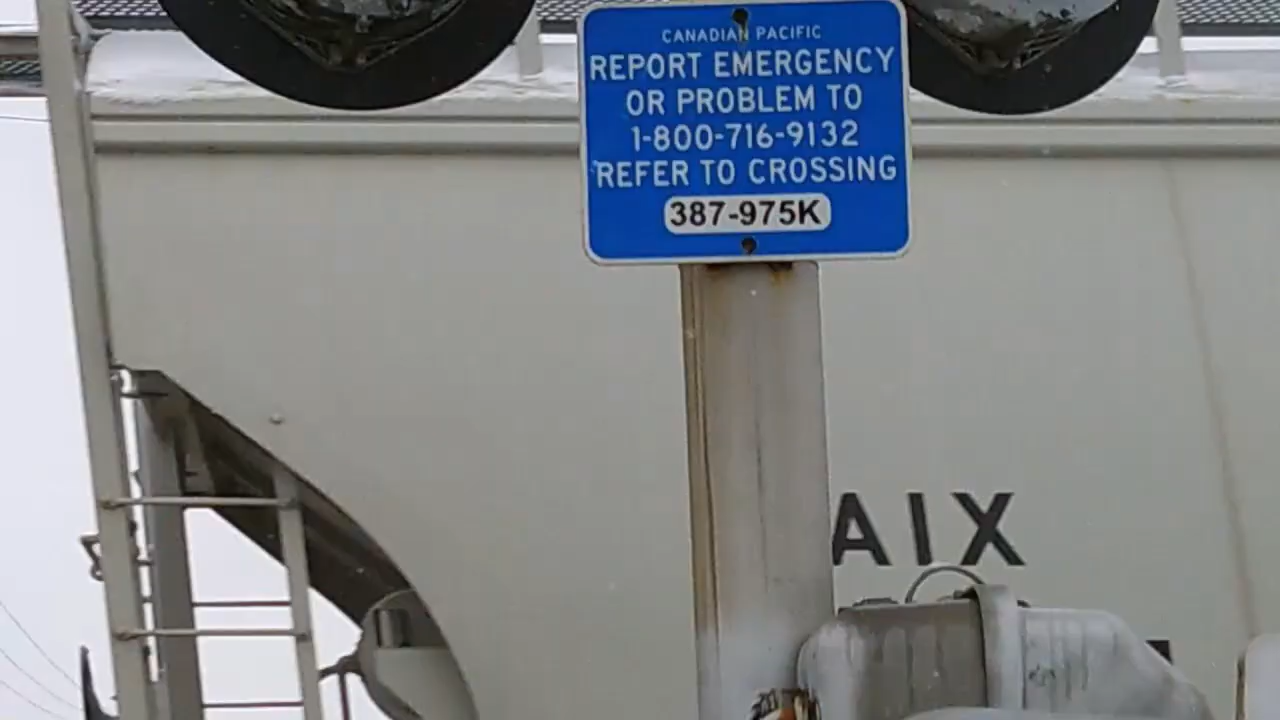 CANADIAN PACIFIC
REPORT EMERGENCY
OR PROBLEM TO
1-800-716-9132
REFER TO CROSSING
387-975K
AIX